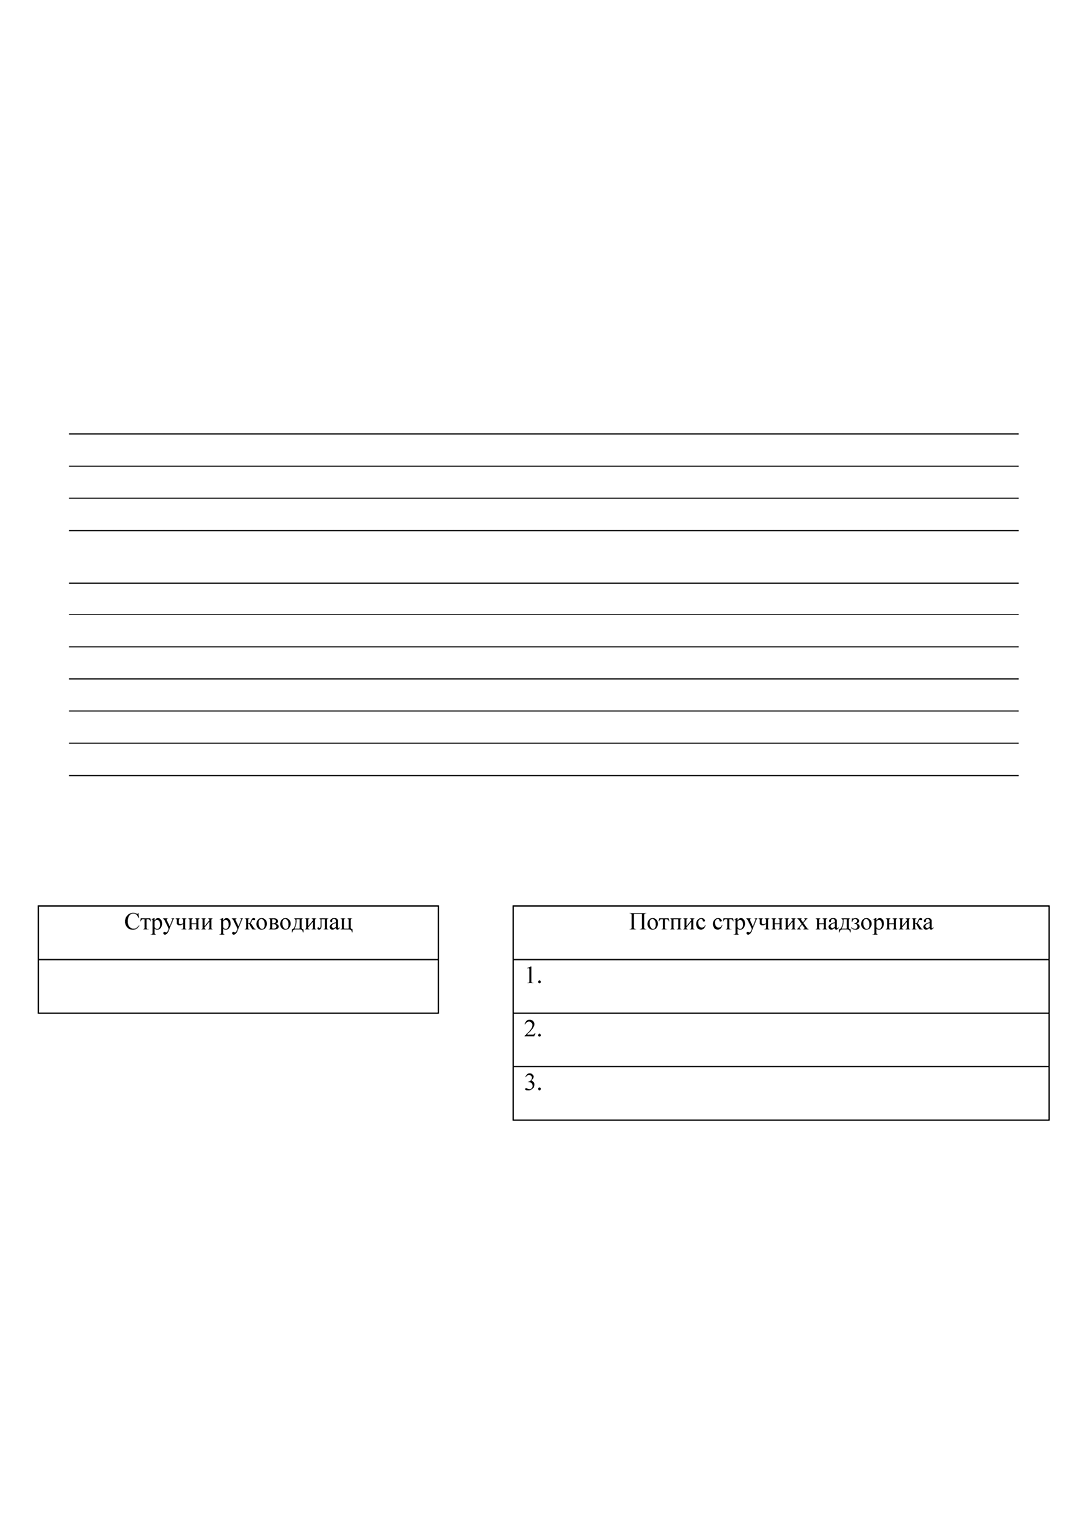 Стручни руководилац
Потпис стручних надзорника
1.
2.
3.